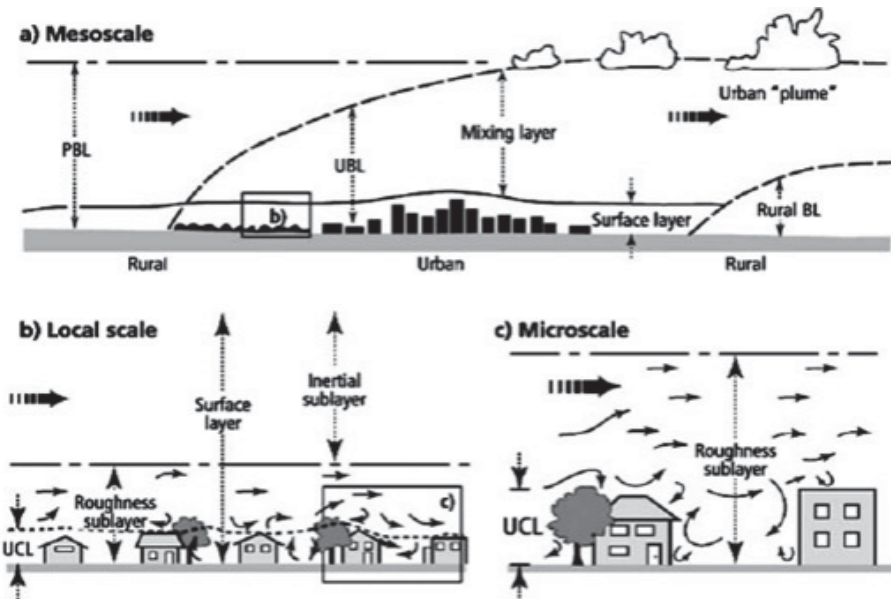 a) Mesoscale
Urban "plume"
PBL
UBL
Mixing layer
b)
Surface layer
Rural BL
Rural
Urban
Rural
b) Local scale
Surface
layer
Inertial
sublayer
Roughness
sublayer
UCL
c)
c) Microscale
Roughness
sublayer
UCL